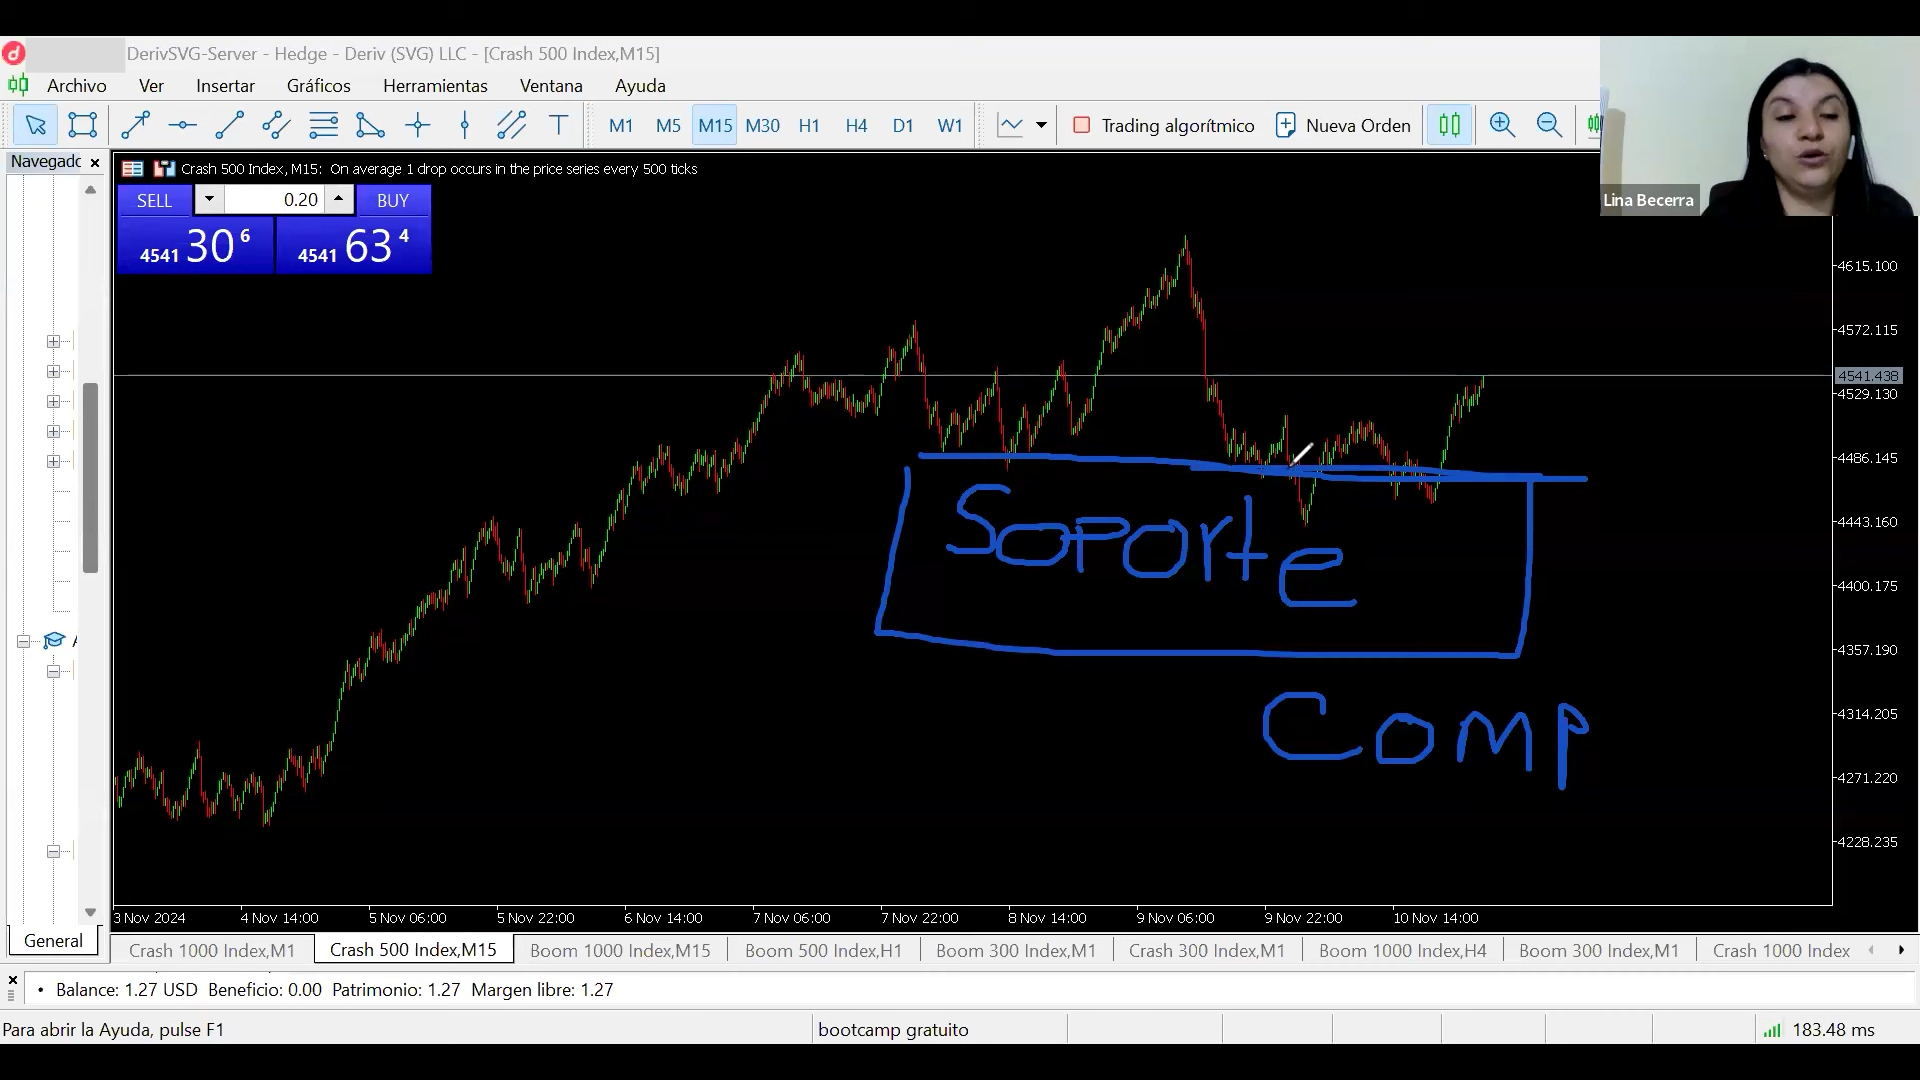 DerivSVG-Server - Hedge - Deriv (SVG) LLC - [Crash 500 Index,M15]
Archivo Ver Insertar Gráficos Herramientas Ventana Ayuda
M1 M5 M15 M30 H1 H4 D1 W1 Trading algorítmico Nueva Orden
Lina Becerra
Navegado
Crash 500 Index, M15: On average 1 drop occurs in the price series every 500 ticks
SELL 0.20 BUY
4541 30 6 4541 63 4
4615.100
4572.115
4541.438
4529.130
4486.145
4443.160
4400.175
4357.190
4314.205
4271.220
4228.235
Soporte
Comp
3 Nov 2024 4 Nov 14:00 5 Nov 06:00 5 Nov 22:00 6 Nov 14:00 7 Nov 06:00 7 Nov 22:00 8 Nov 14:00 9 Nov 06:00 9 Nov 22:00 10 Nov 14:00
General
Crash 1000 Index,M1 Crash 500 Index,M15 Boom 1000 Index,M15 Boom 500 Index,H1 Boom 300 Index,M1 Crash 300 Index,M1 Boom 1000 Index,H4 Boom 300 Index,M1 Crash 1000 Index
Balance: 1.27 USD Beneficio: 0.00 Patrimonio: 1.27 Margen libre: 1.27
Para abrir la Ayuda, pulse F1 bootcamp gratuito 183.48 ms